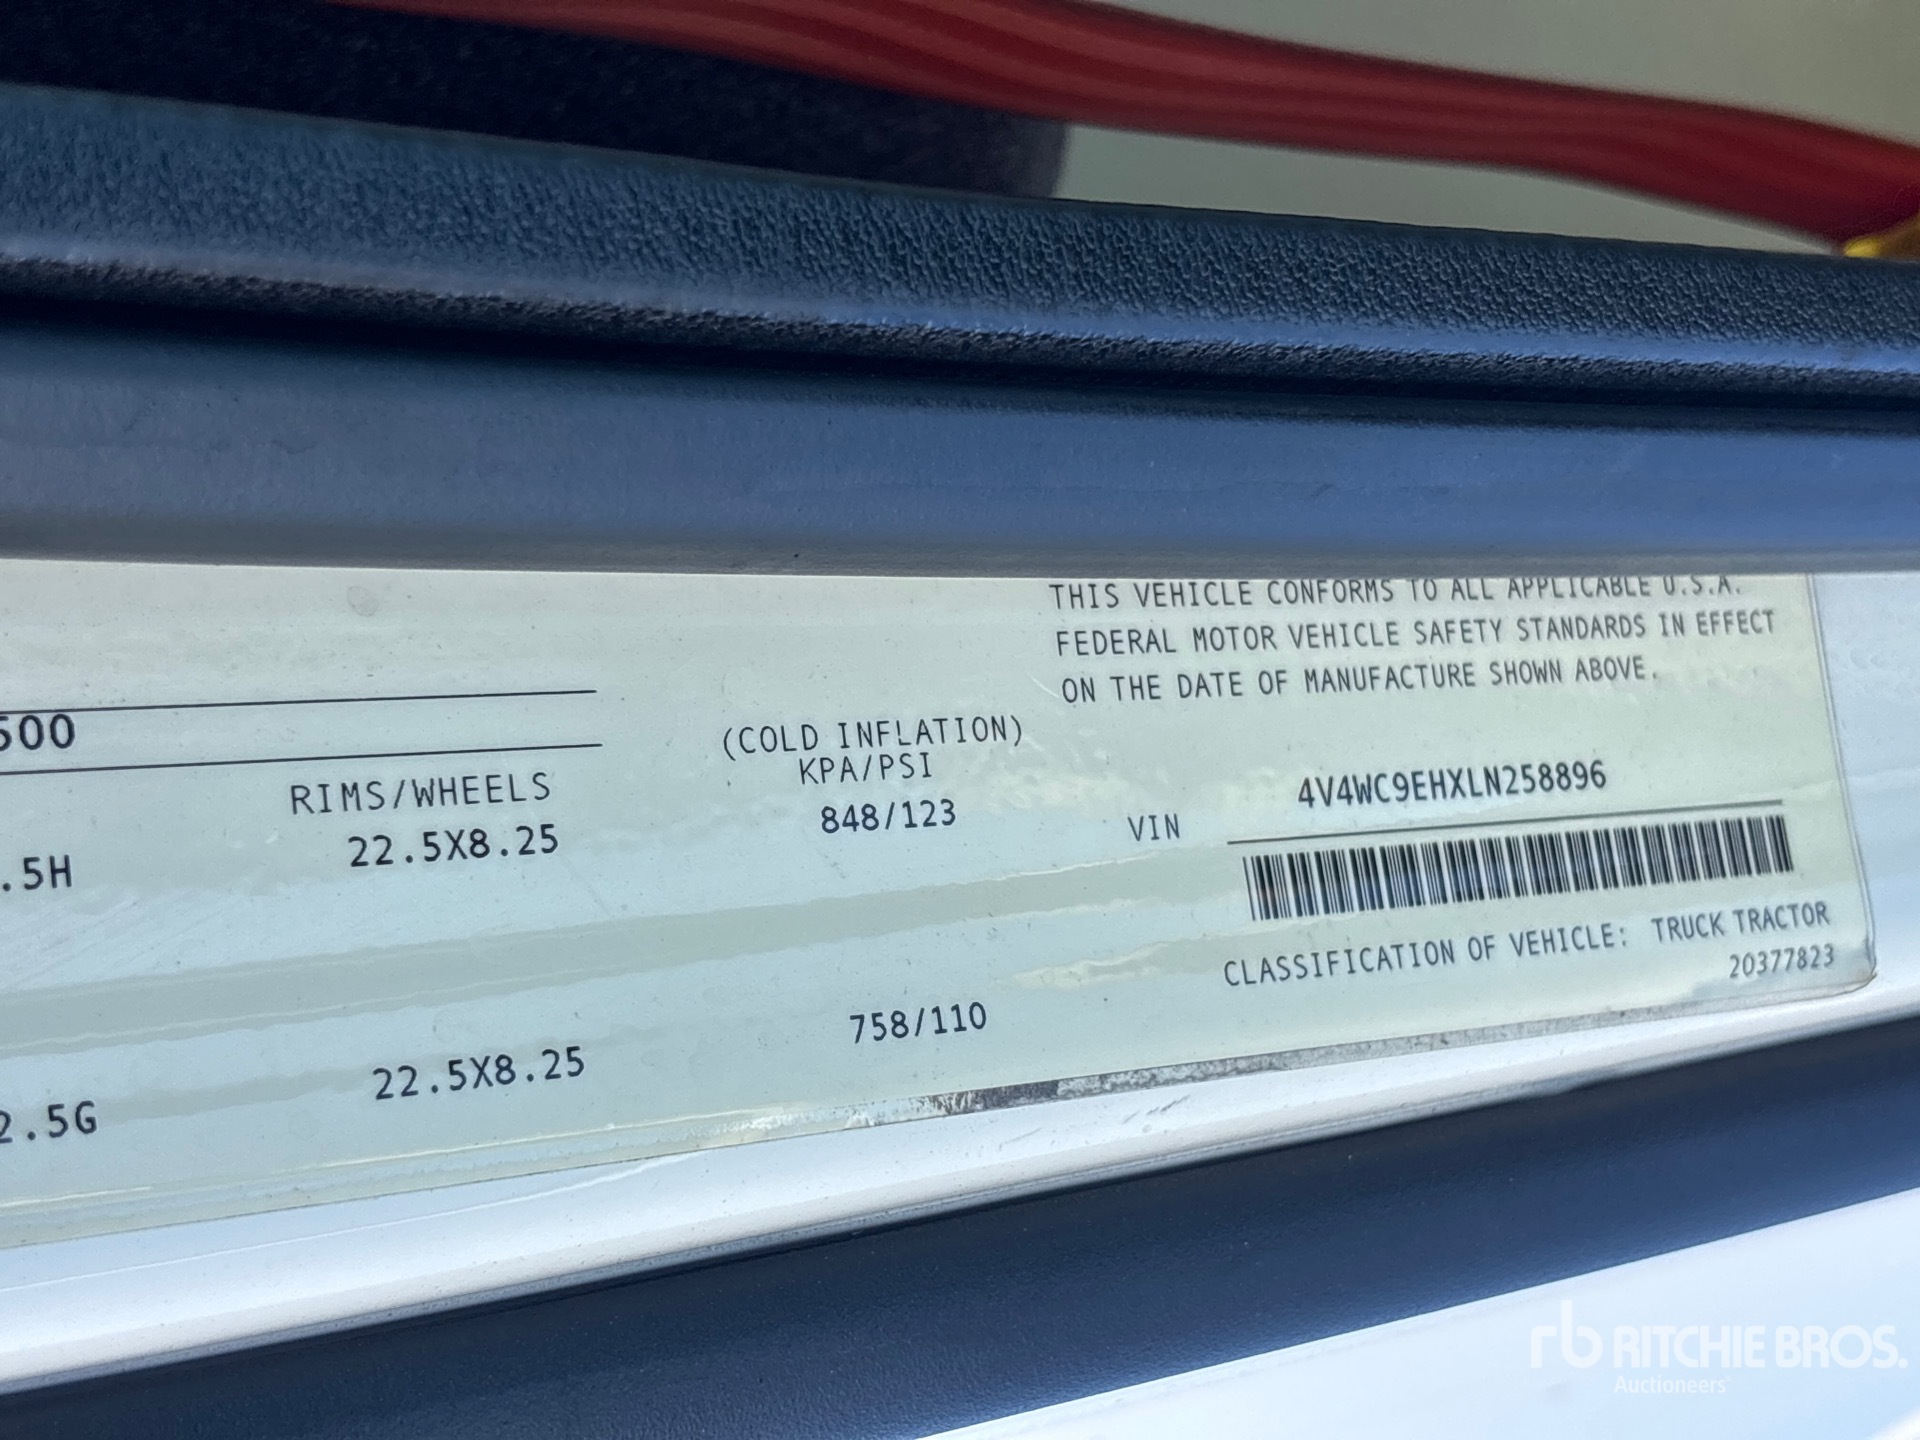 THIS VEHICLE CONFORMS TO ALL APPLICABLE U.S.A.
FEDERAL MOTOR VEHICLE SAFETY STANDARDS IN EFFECT
ON THE DATE OF MANUFACTURE SHOWN ABOVE.
500
(COLD INFLATION)
RIMS/WHEELS KPA/PSI
.5H 22.5X8.25 848/123
VIN 4V4WC9EHXLN258896
CLASSIFICATION OF VEHICLE: TRUCK TRACTOR
20377823
2.5G 22.5X8.25 758/110
rb RITCHIE BROS.
Auctioneers